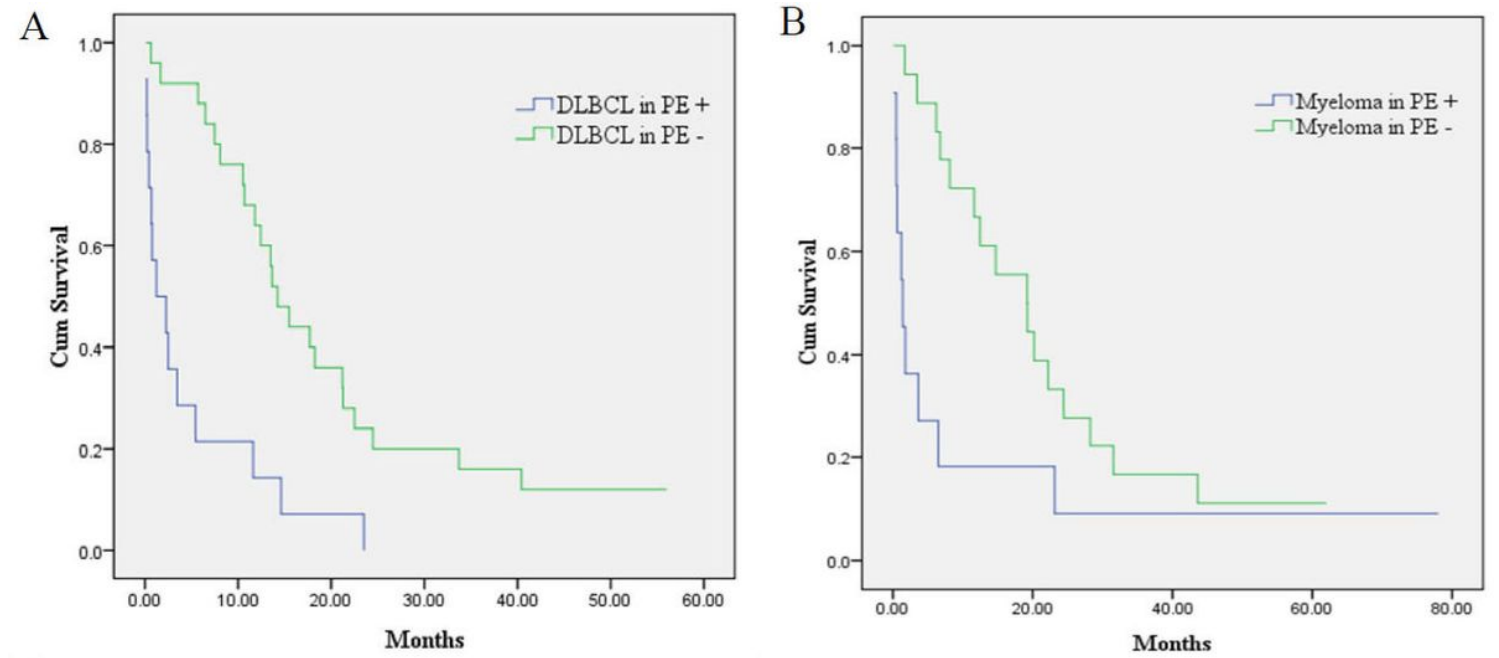 A
1.0
0.8
0.6
0.4
0.2
0.0
Cum Survival
DLBCL in PE +
DLBCL in PE -
0.00 10.00 20.00 30.00 40.00 50.00 60.00
Months
B
1.0
0.8
0.6
0.4
0.2
0.0
Cum Survival
Myeloma in PE +
Myeloma in PE -
0.00 20.00 40.00 60.00 80.00
Months